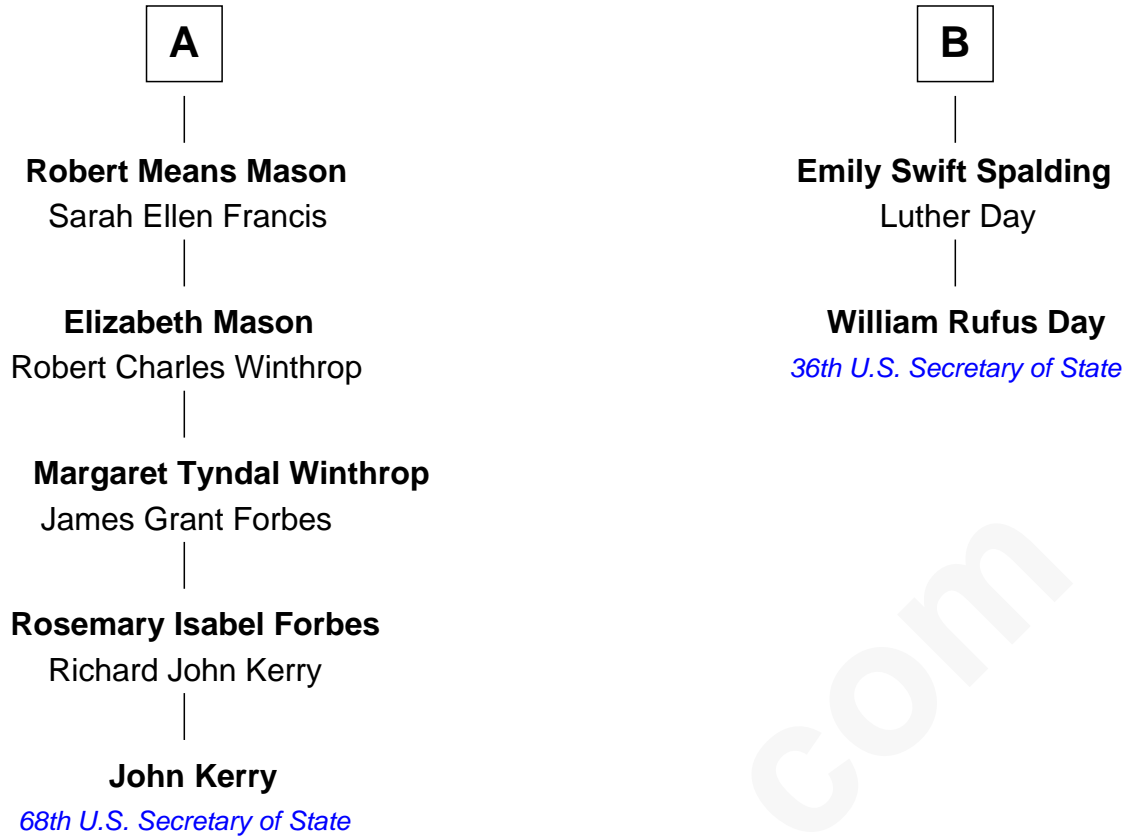 A
Robert Means Mason
Sarah Ellen Francis
Elizabeth Mason
Robert Charles Winthrop
Margaret Tyndal Winthrop
James Grant Forbes
Rosemary Isabel Forbes
Richard John Kerry
John Kerry
68th U.S. Secretary of State
B
Emily Swift Spalding
Luther Day
William Rufus Day
36th U.S. Secretary of State
com